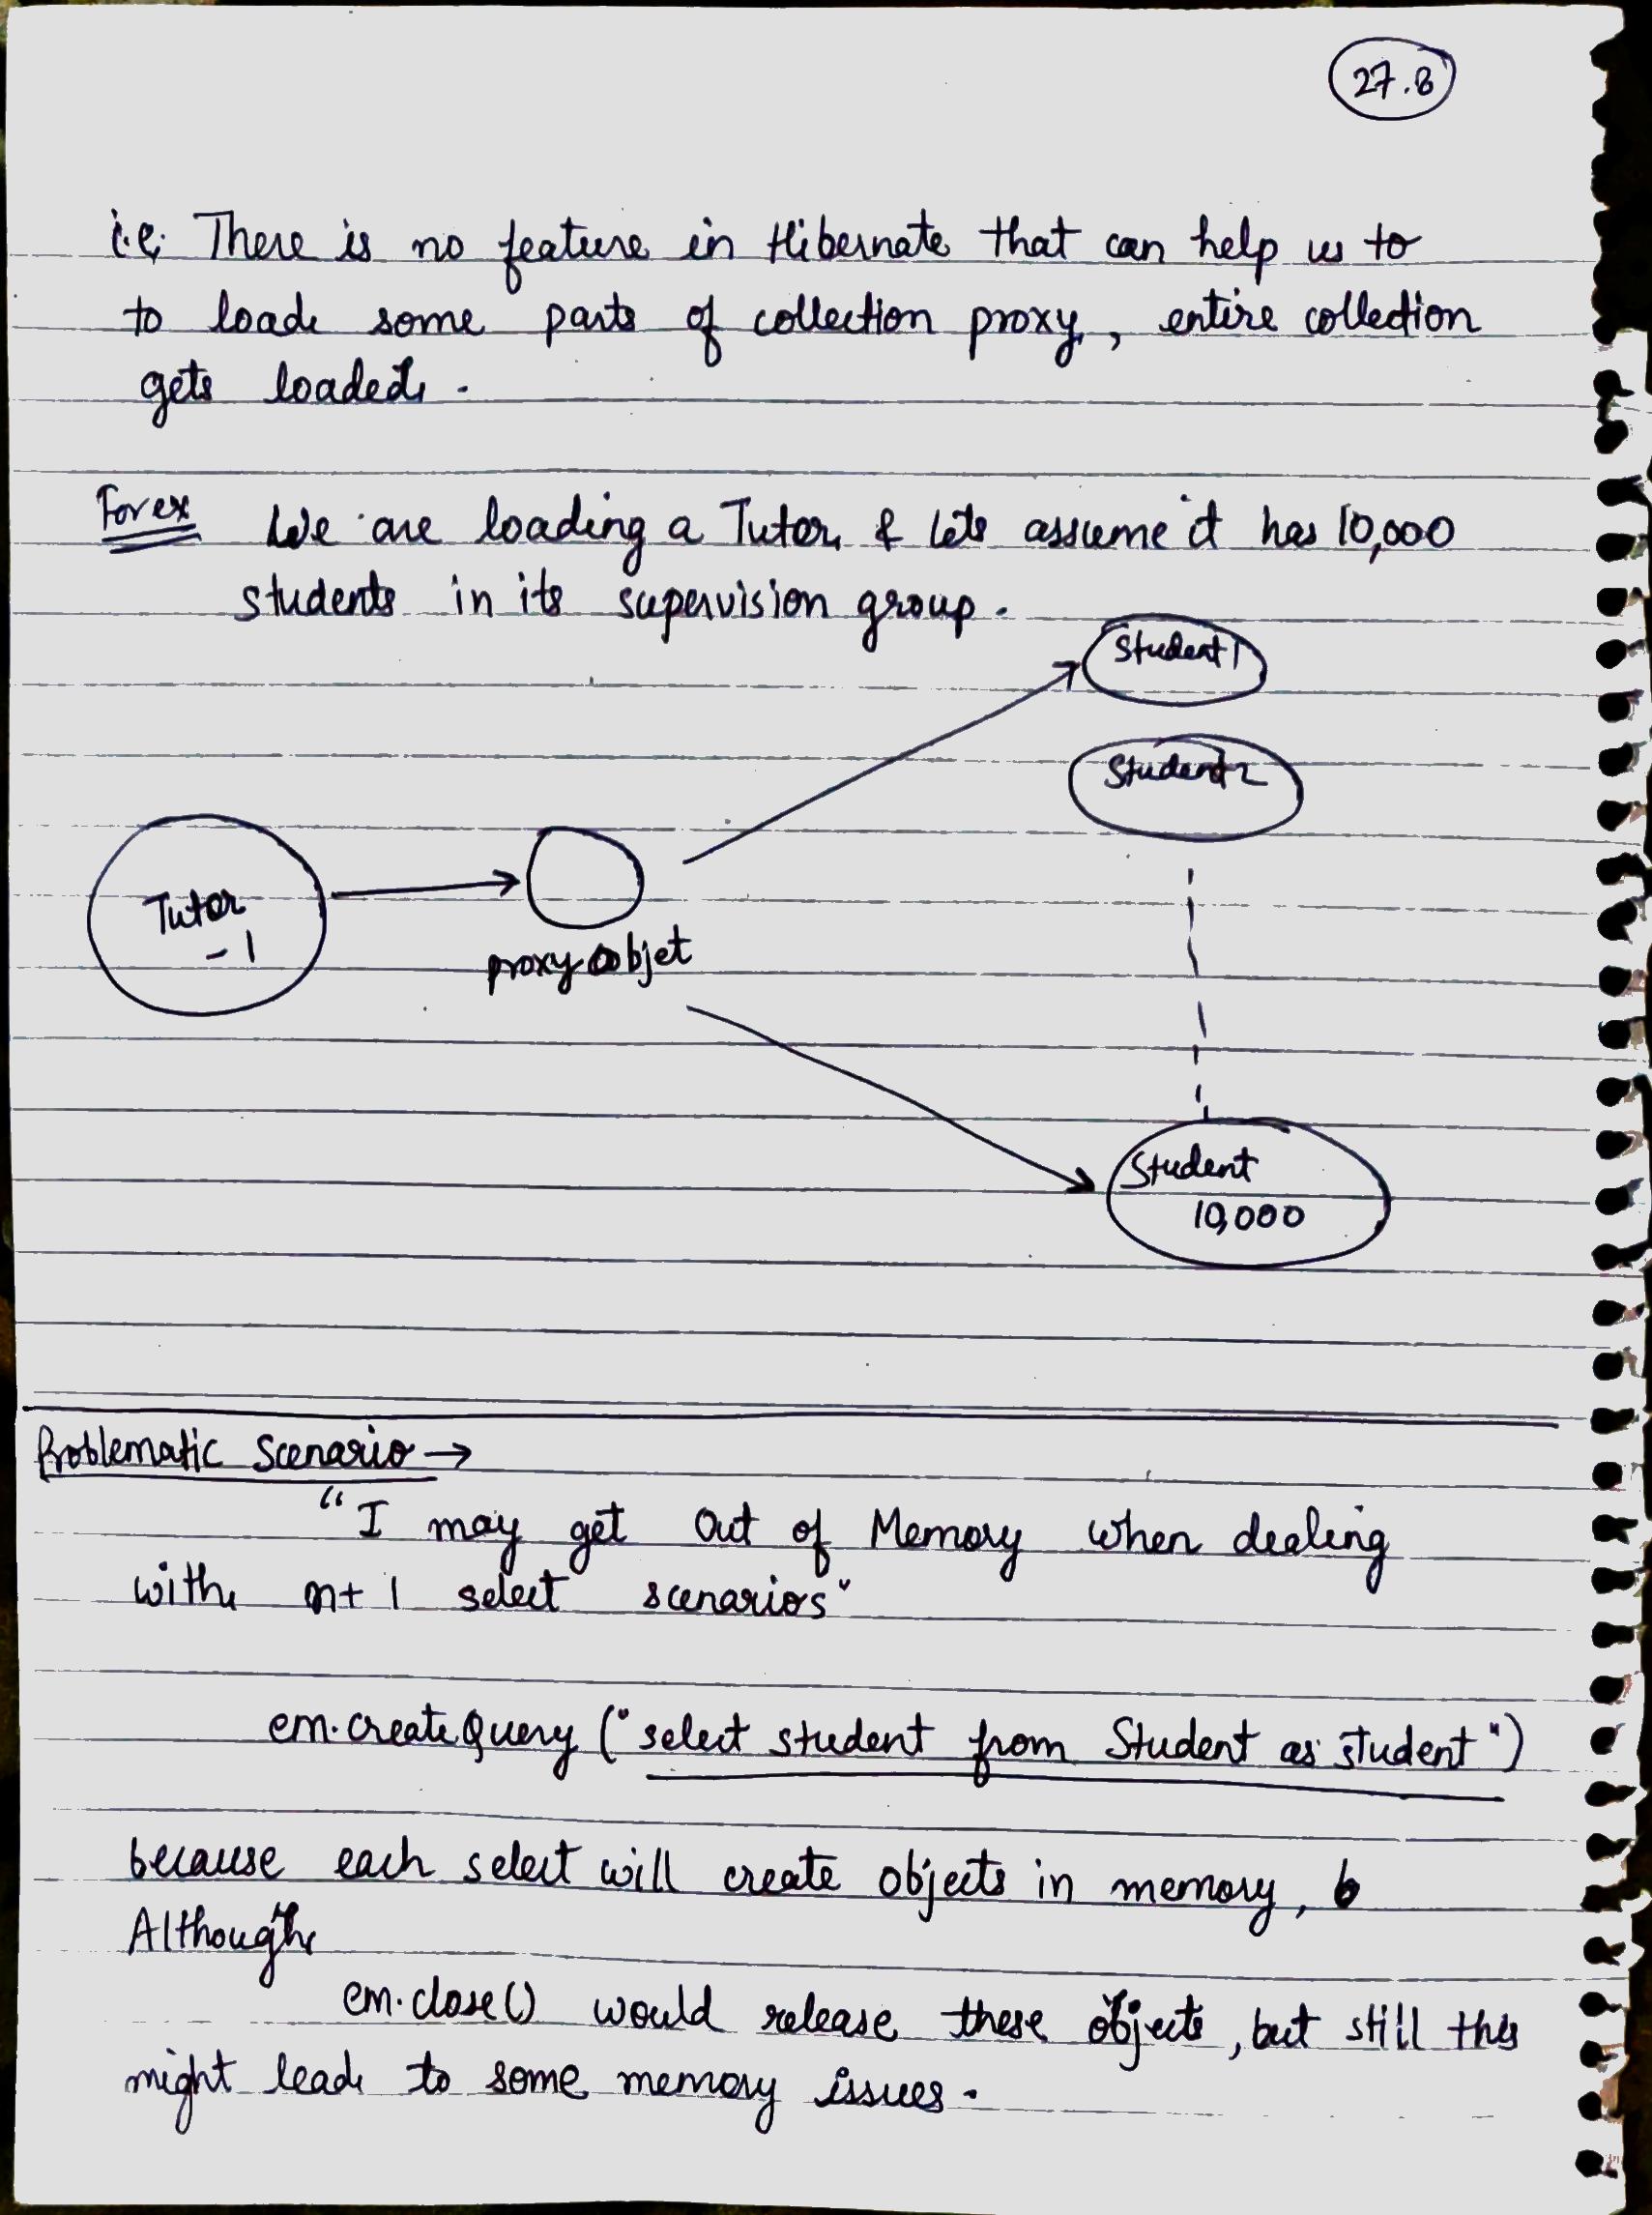 27.8
i.e; There is no feature in Hibernate that can help us to
to load some parts of collection proxy, entire collection
gets loaded.
For ex We are loading a Tutor & lets assume it has 10,000
students in its supervision group.
Student1
Student2
Tutor
-1
proxy objet
Student
10,000
Problematic Scenario →
"I may get Out of Memory when dealing
with n+1 select scenarios"
em.createQuery ("select student from Student as student")
because each select will create objects in memory,
Although
em.close() would release these objects, but still this
might lead to some memory issues.